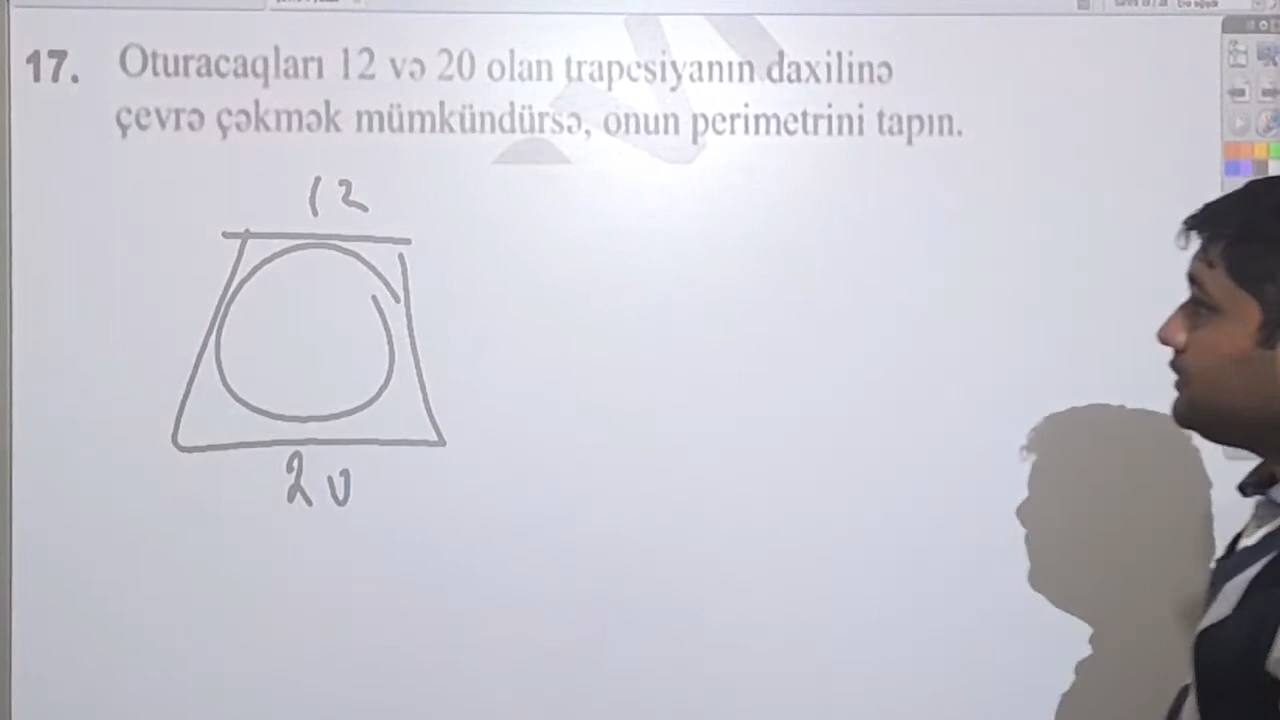 17. Oturacaqları 12 və 20 olan trapesiyanın daxilinə
çevrə çəkmək mümkündürsə, onun perimetrini tapın.
12
20